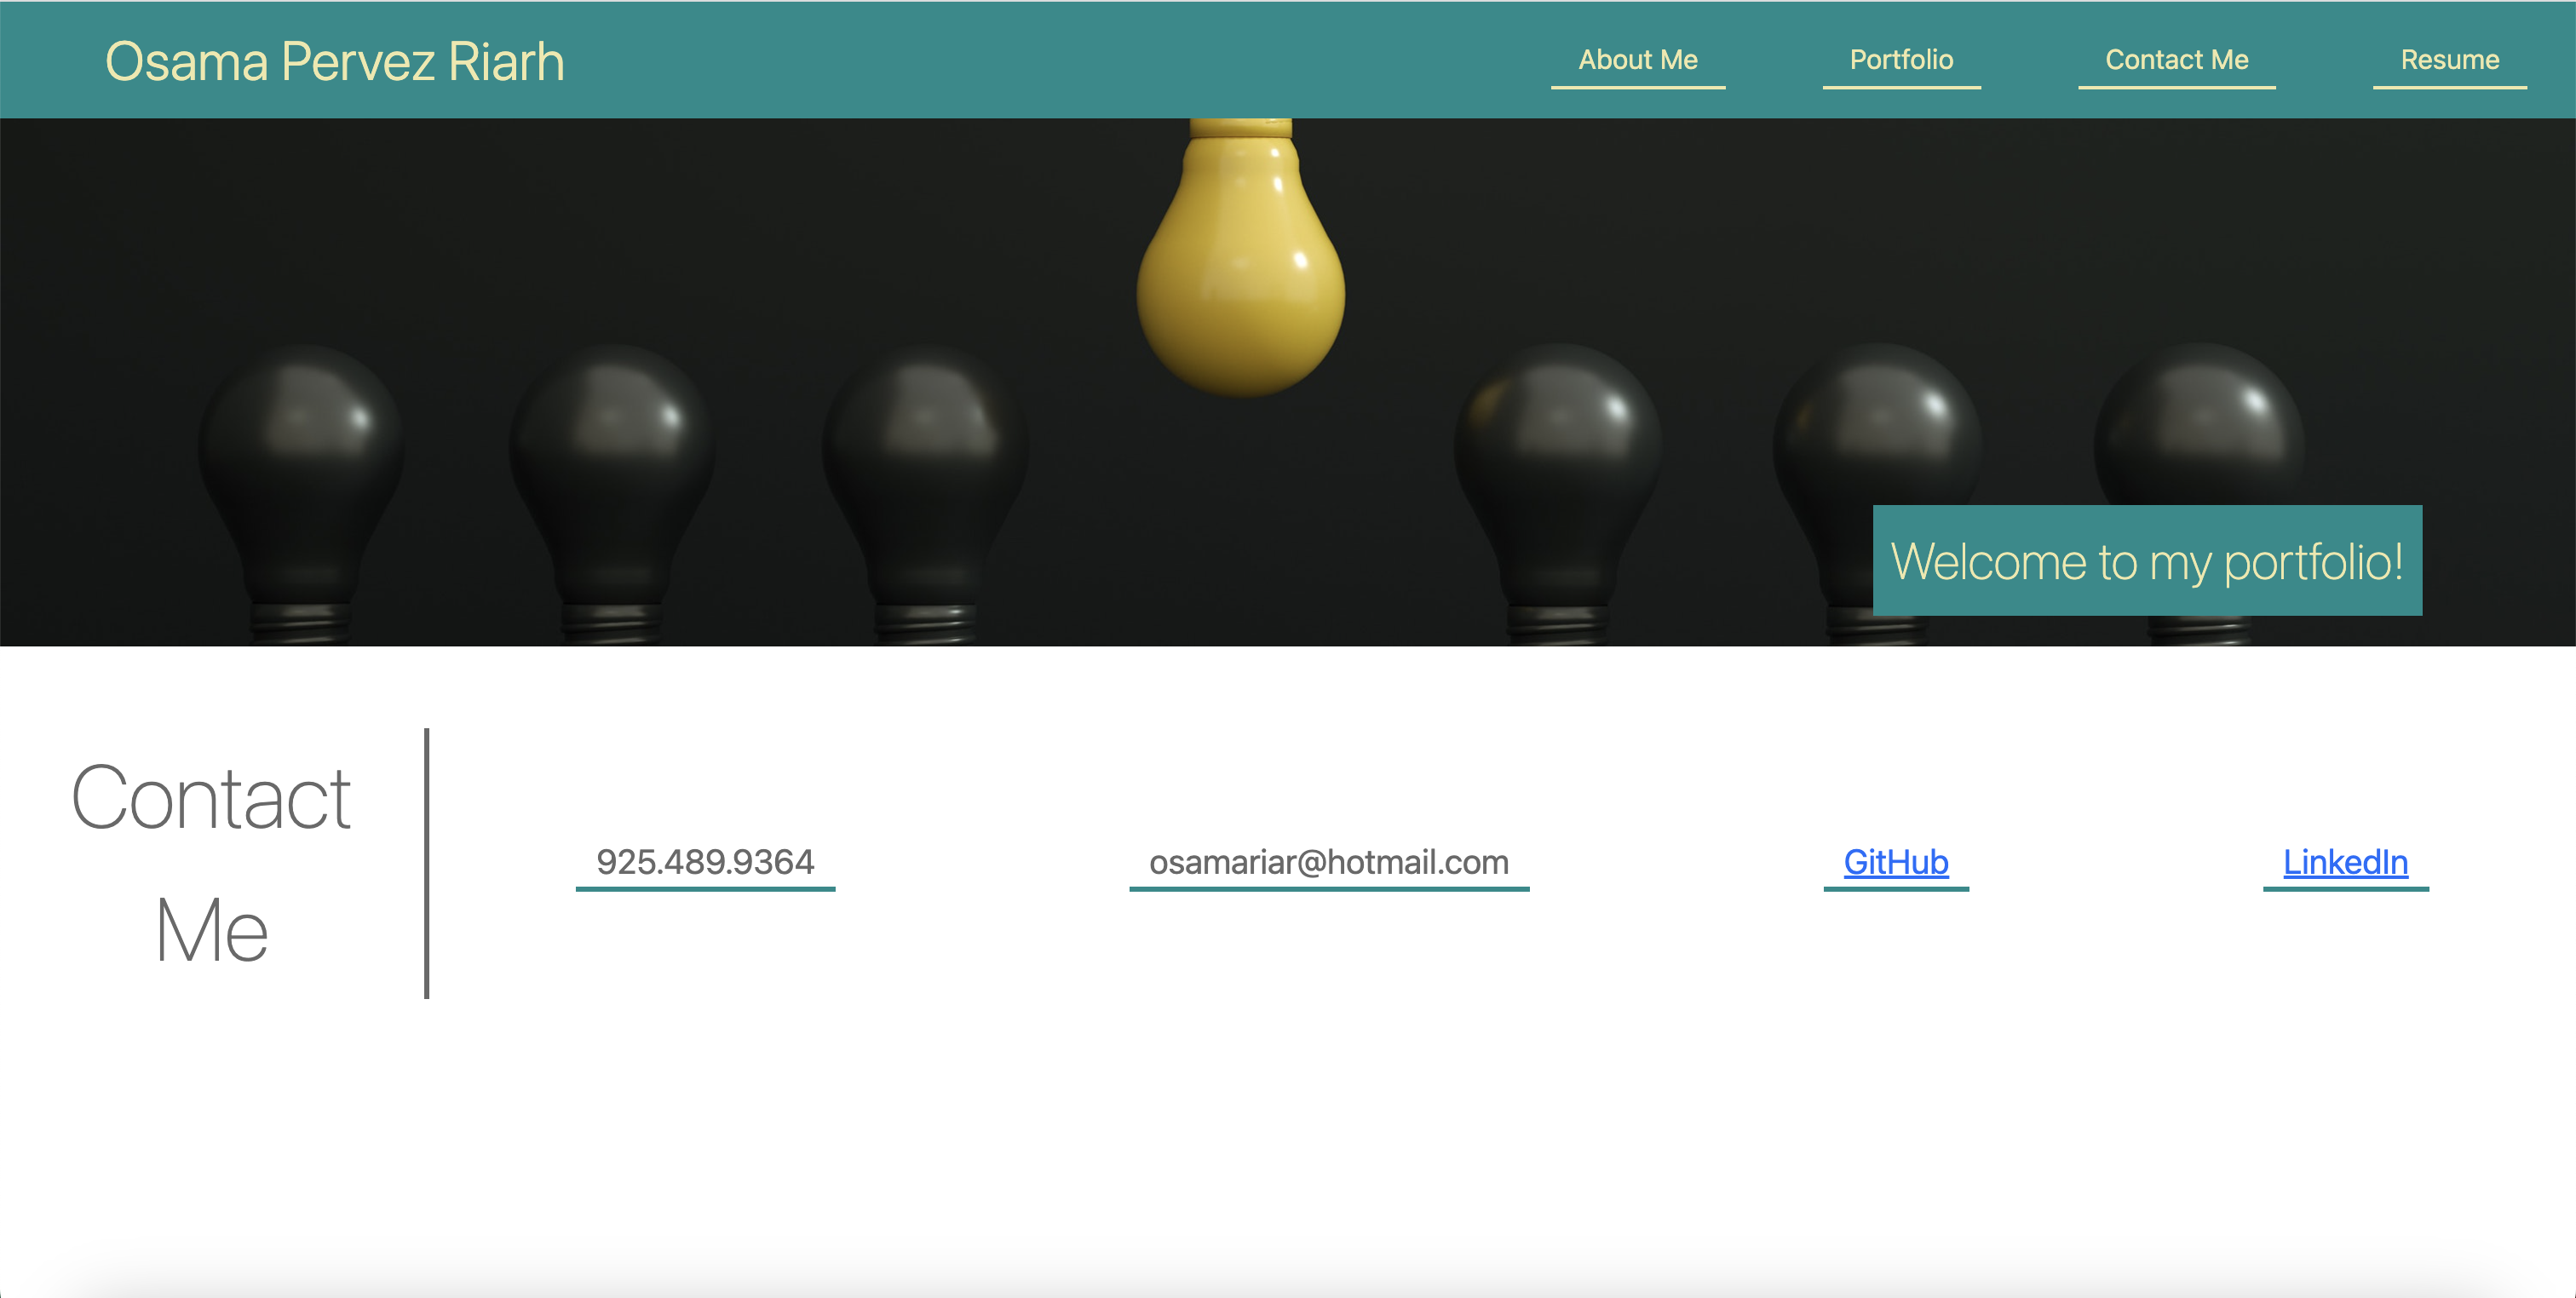 Osama Pervez Riarh
About Me
Portfolio
Contact Me
Resume
Welcome to my portfolio!
Contact
Me
925.489.9364
osamariar@hotmail.com
GitHub
LinkedIn